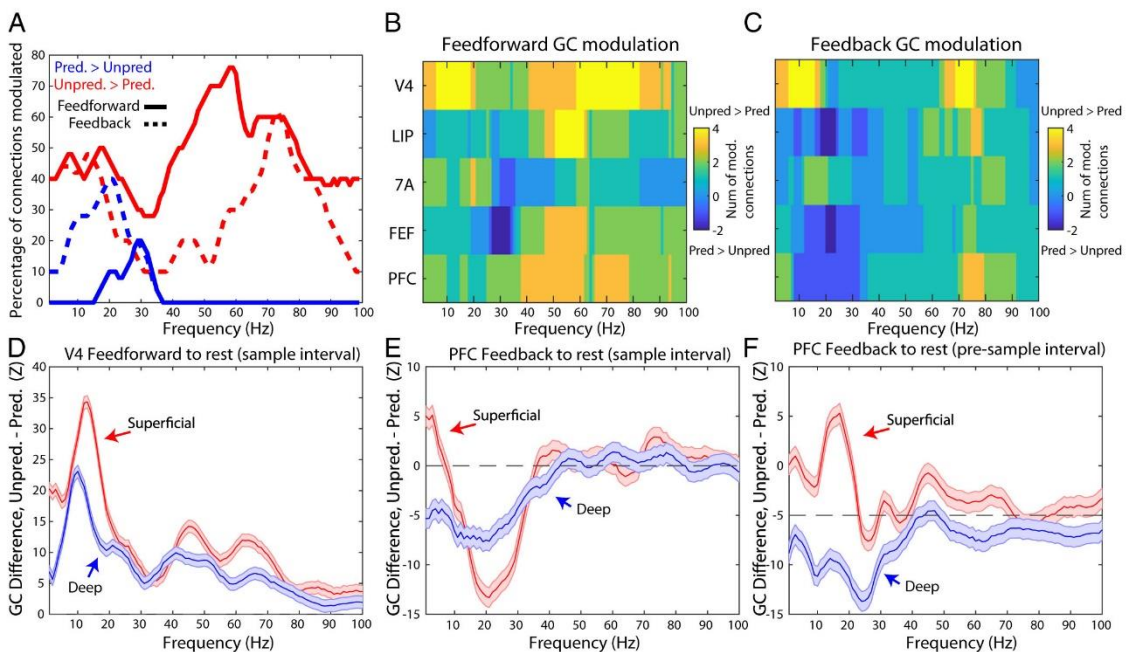 A
Pred. > Unpred
Unpred. > Pred.
Feedforward
Feedback
Percentage of connections modulated
80
70
60
50
40
30
20
10
0
1 10 20 30 40 50 60 70 80 90 100
Frequency (Hz)
B
Feedforward GC modulation
V4
LIP
7A
FEF
PFC
1 10 20 30 40 50 60 70 80 90 100
Frequency (Hz)
Unpred > Pred
4
2
0
-2
Num of mod.
connections
Pred > Unpred
C
Feedback GC modulation
1 10 20 30 40 50 60 70 80 90 100
Frequency (Hz)
Unpred > Pred
4
2
0
-2
Num of mod.
connections
Pred > Unpred
D
V4 Feedforward to rest (sample interval)
GC Difference, Unpred. - Pred. (Z)
40
35
30
25
20
15
10
5
0
Superficial
Deep
10 20 30 40 50 60 70 80 90 100
Frequency (Hz)
E
PFC Feedback to rest (sample interval)
GC Difference, Unpred. - Pred. (Z)
10
5
0
-5
-10
-15
Superficial
Deep
10 20 30 40 50 60 70 80 90 100
Frequency (Hz)
F
PFC Feedback to rest (pre-sample interval)
GC Difference, Unpred. - Pred. (Z)
10
5
0
-5
-10
-15
Superficial
Deep
10 20 30 40 50 60 70 80 90 100
Frequency (Hz)